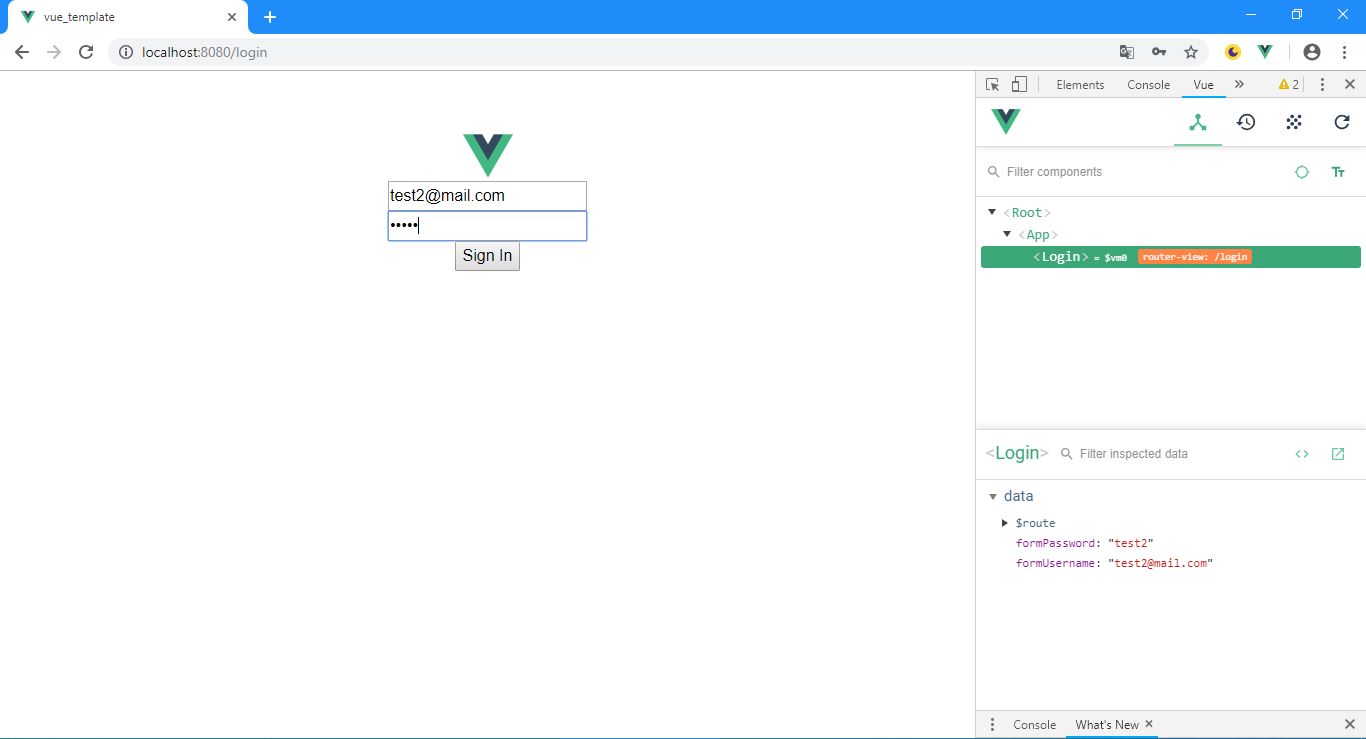 vue_template
localhost:8080/login
test2@mail.com
•••••
Sign In
Elements Console Vue » 2
Filter components
<Root>
<App>
<Login> = $vm0 router-view: /login
<Login> Filter inspected data
data
$route
formPassword: "test2"
formUsername: "test2@mail.com"
Console What's New